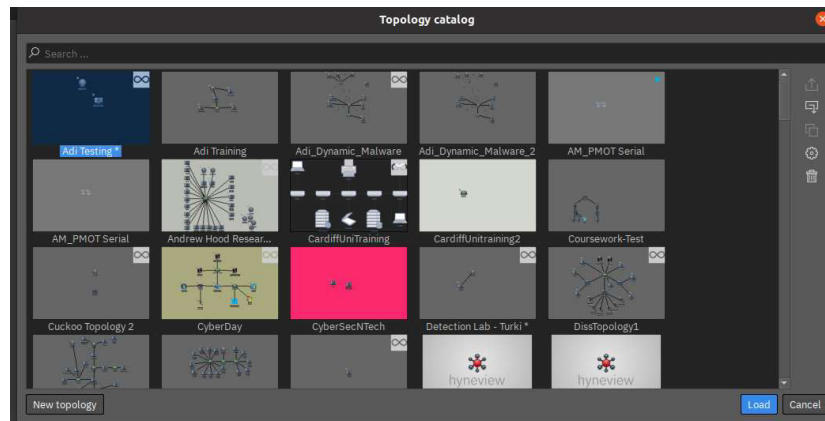 Topology catalog
Search ...
Adi Testing *
Adi Training
Adi_Dynamic_Malware
Adi_Dynamic_Malware_2
AM_PMOT Serial
AM_PMOT Serial
Andrew Hood Resear...
CardiffUniTraining
CardiffUnitraining2
Coursework-Test
Cuckoo Topology 2
CyberDay
CyberSecNTech
Detection Lab - Turki *
DissTopology1
hyneview
hyneview
New topology
Load
Cancel